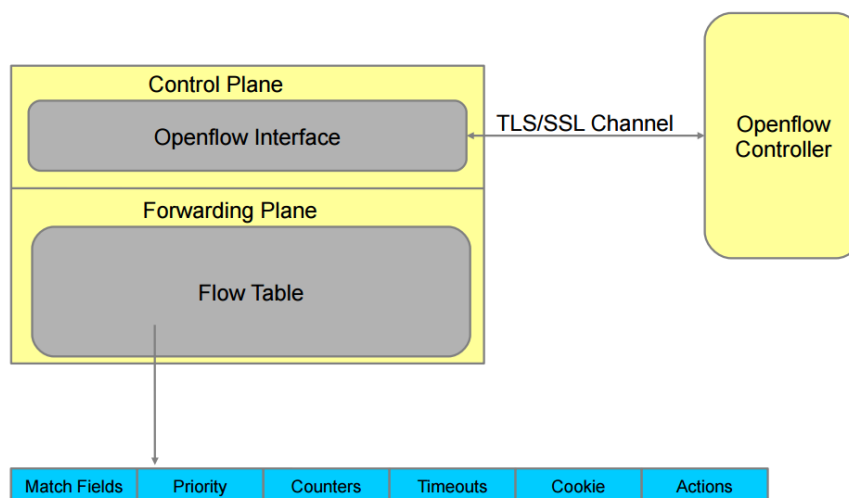 Control Plane
Openflow Interface
TLS/SSL Channel
Openflow
Controller
Forwarding Plane
Flow Table
Match Fields
Priority
Counters
Timeouts
Cookie
Actions